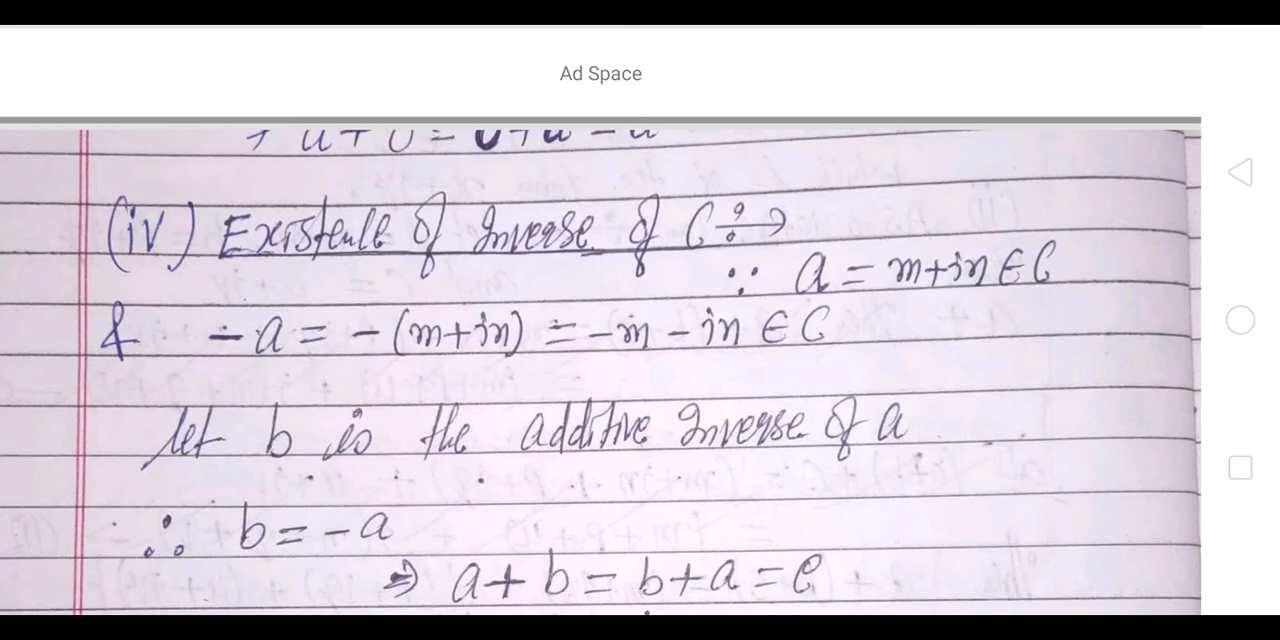 Ad Space
(iv) Existence of Inverse of C ÷→
∵ a = m+in ∈ C
& -a = -(m+in) = -m - in ∈ C
let b is the additive Inverse of a
∴ b = -a
⇒ a + b = b + a = e